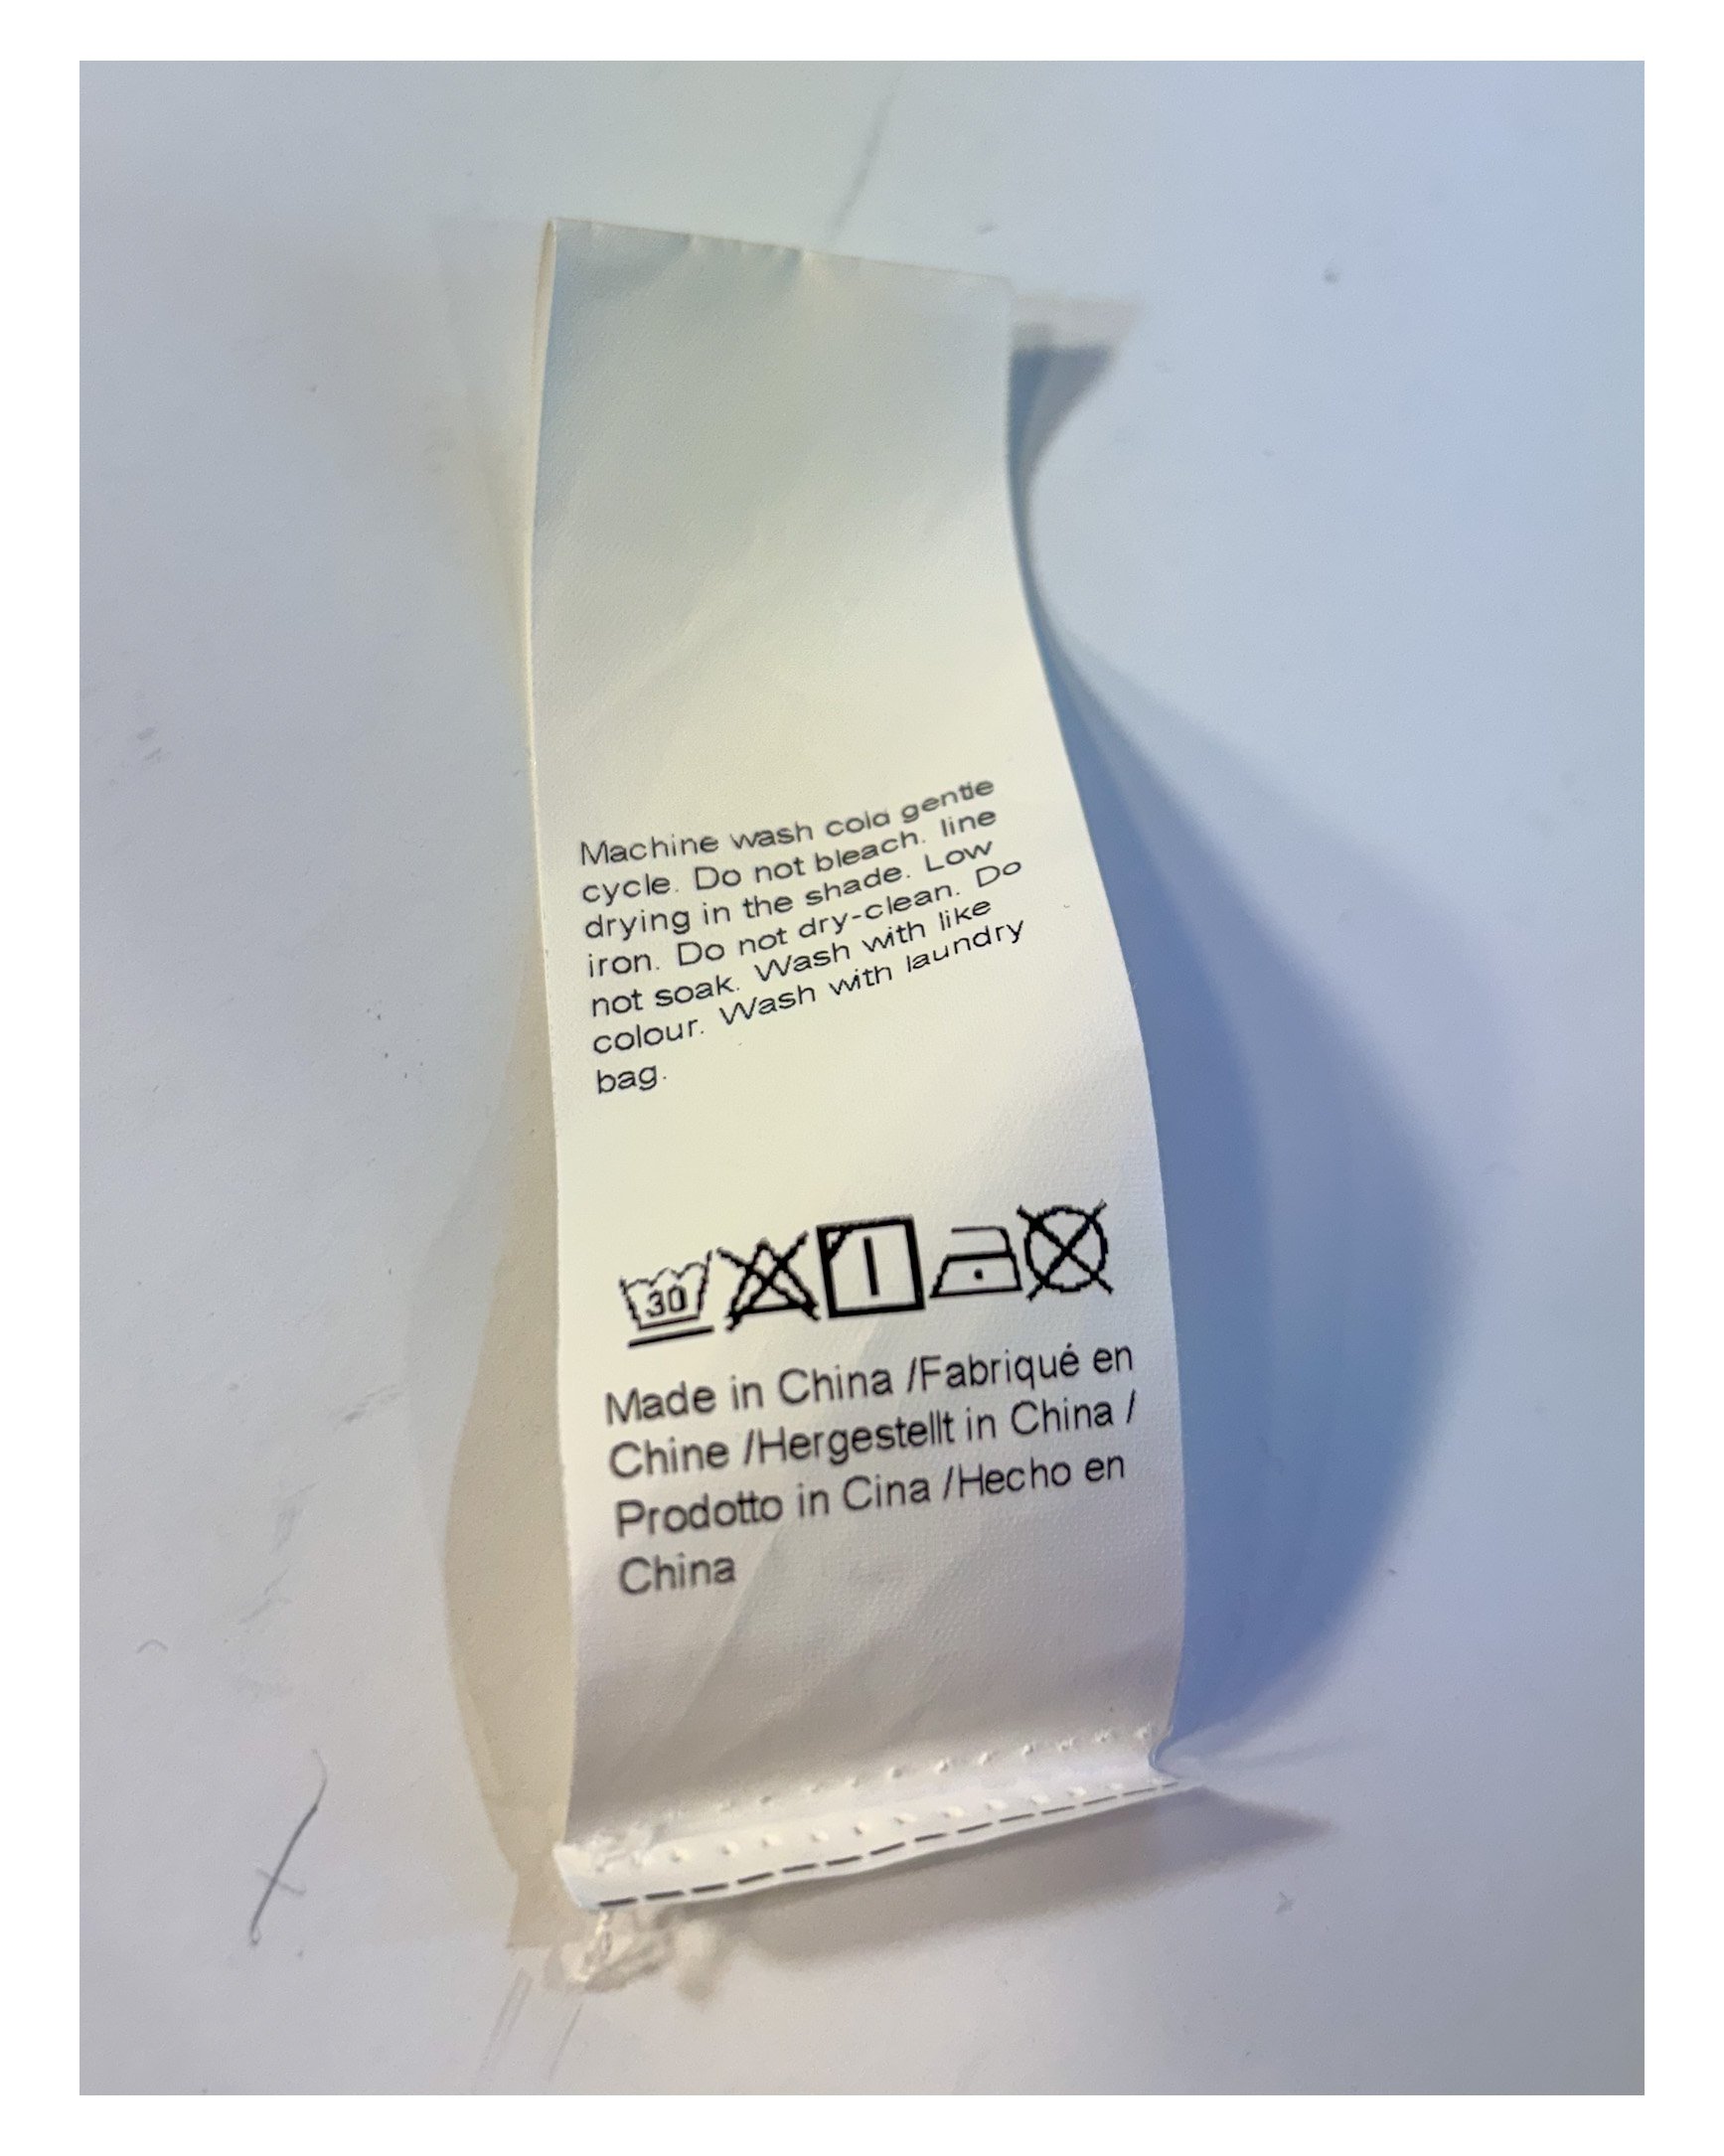 Machine wash cold gentle
cycle. Do not bleach. line
drying in the shade. Low
iron. Do not dry-clean. Do
not soak. Wash with like
colour. Wash with laundry
bag.
30
Made in China /Fabriqué en
Chine /Hergestellt in China /
Prodotto in Cina /Hecho en
China